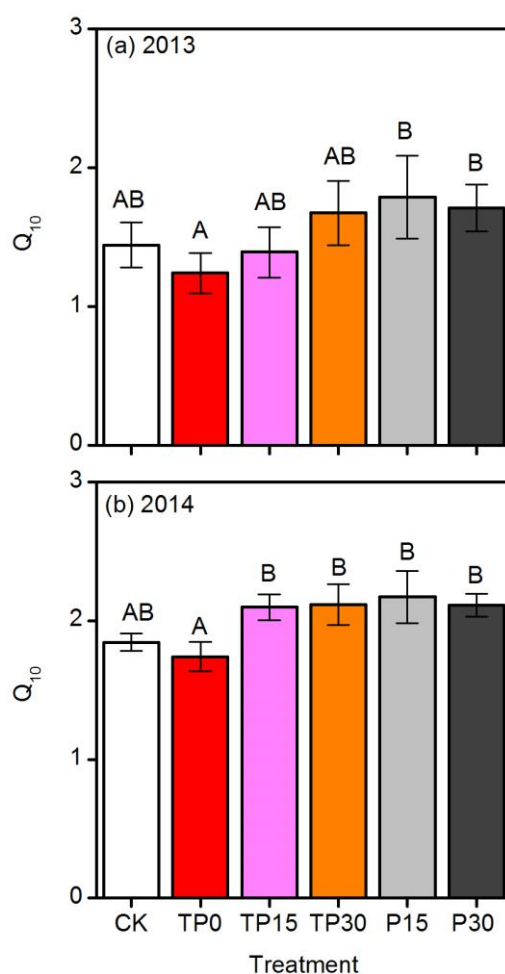 3
(a) 2013
B
AB
B
2
AB
AB
A
Q10
1
0
3
(b) 2014
B
B
B
B
AB
A
2
Q10
1
0
CK TP0 TP15 TP30 P15 P30
Treatment